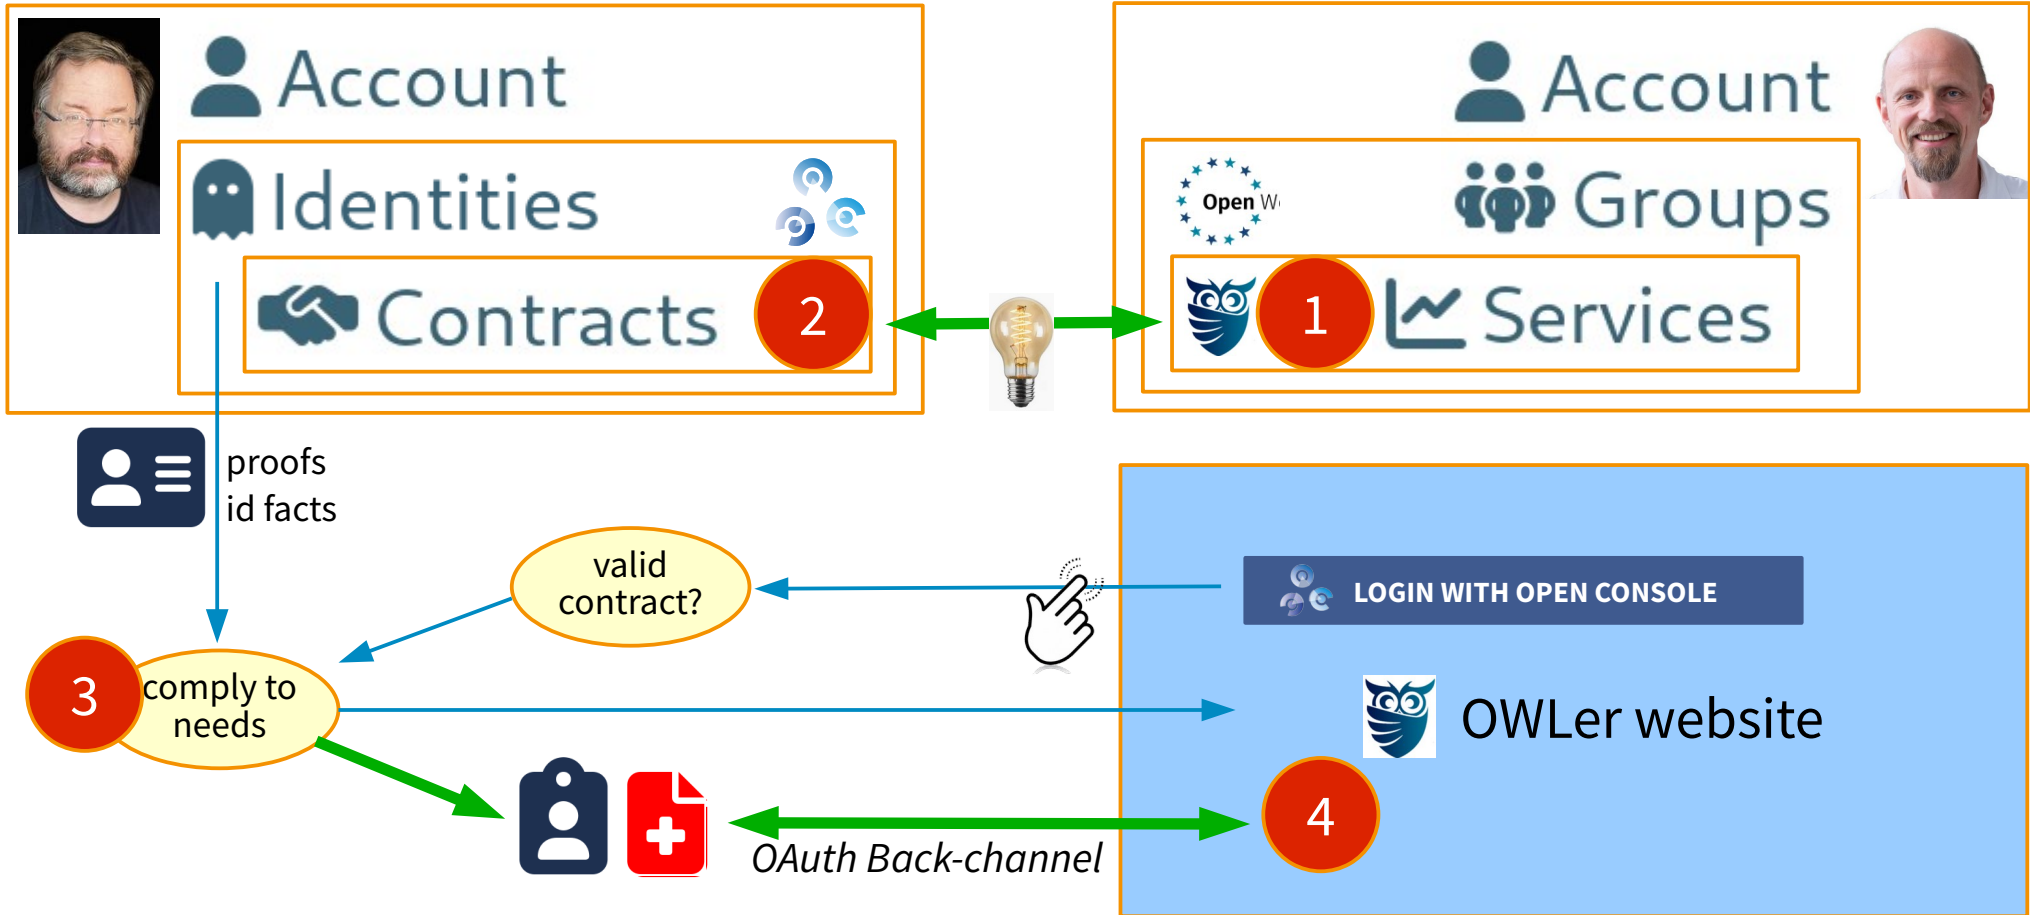 Account
Identities
Contracts
2
Account
Open
Groups
1
Services
proofs
id facts
valid
contract?
LOGIN WITH OPEN CONSOLE
3
comply to
needs
OWLer website
4
OAuth Back-channel